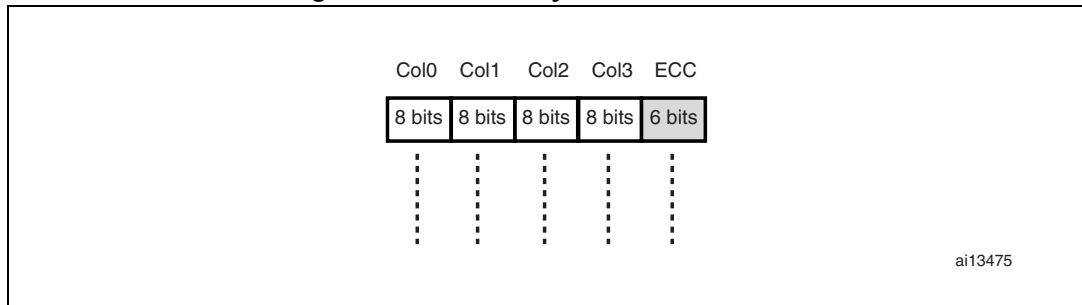 Col0 Col1 Col2 Col3 ECC
8 bits 8 bits 8 bits 8 bits 6 bits
ai13475